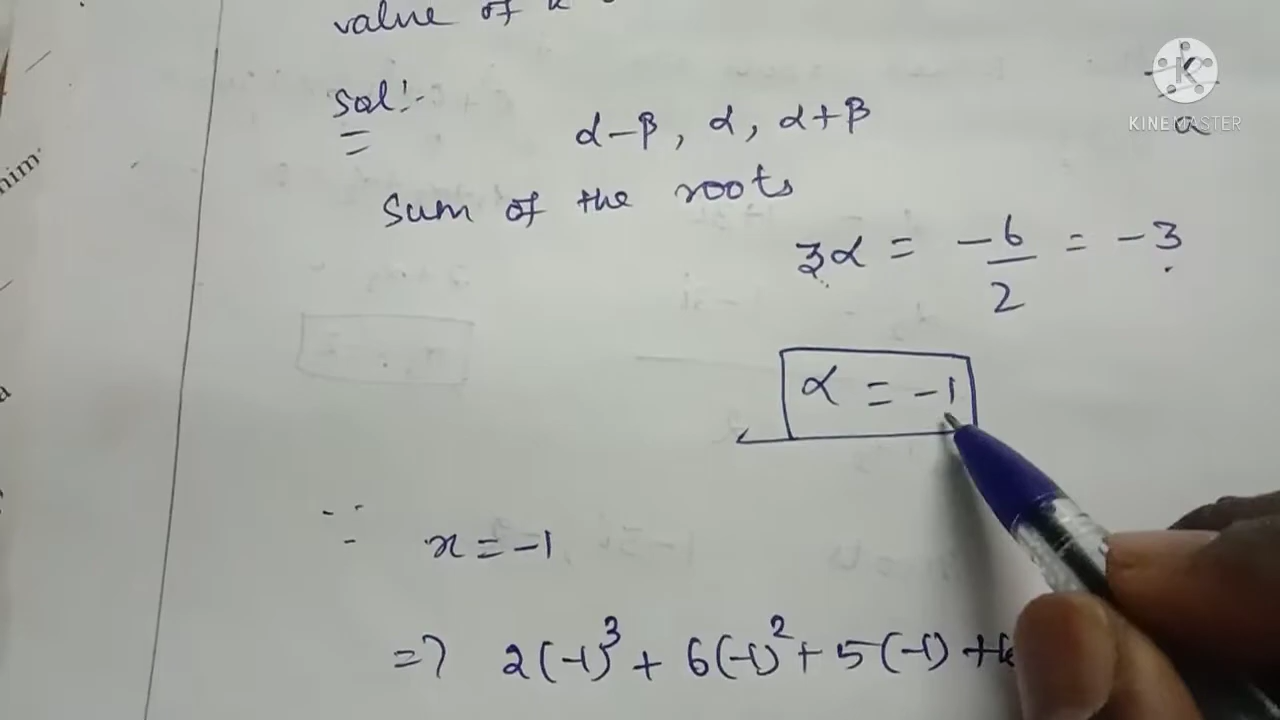 value of k
Sol:-
α-β, α, α+β
Sum of the roots
3α = -6/2 = -3
α = -1
∵ x = -1
=> 2(-1)³ + 6(-1)² + 5(-1) + k
KINEMASTER
a